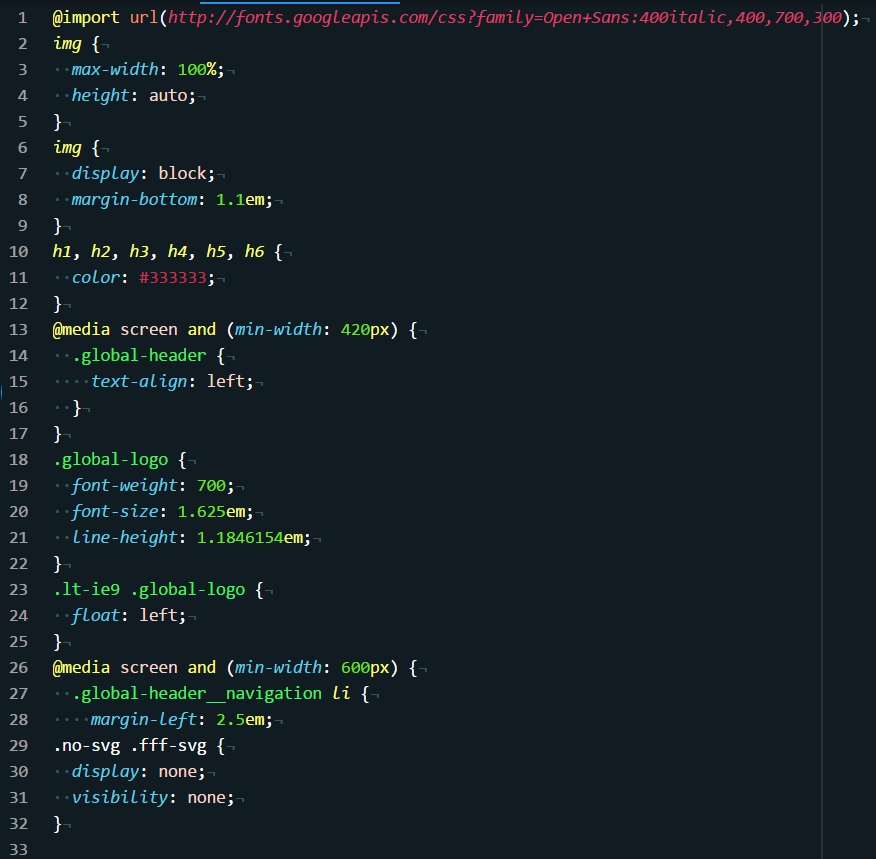 1 @import url(http://fonts.googleapis.com/css?family=Open+Sans:400italic,400,700,300);¬
2 img {¬
3 ··max-width: 100%;¬
4 ··height: auto;¬
5 }¬
6 img {¬
7 ··display: block;¬
8 ··margin-bottom: 1.1em;¬
9 }¬
10 h1, h2, h3, h4, h5, h6 {¬
11 ··color: #333333;¬
12 }¬
13 @media screen and (min-width: 420px) {¬
14 ··.global-header {¬
15 ····text-align: left;¬
16 ··}¬
17 }¬
18 .global-logo {¬
19 ··font-weight: 700;¬
20 ··font-size: 1.625em;¬
21 ··line-height: 1.1846154em;¬
22 }¬
23 .lt-ie9 .global-logo {¬
24 ··float: left;¬
25 }¬
26 @media screen and (min-width: 600px) {¬
27 ··.global-header__navigation li {¬
28 ····margin-left: 2.5em;¬
29 .no-svg .fff-svg {¬
30 ··display: none;¬
31 ··visibility: none;¬
32 }¬
33